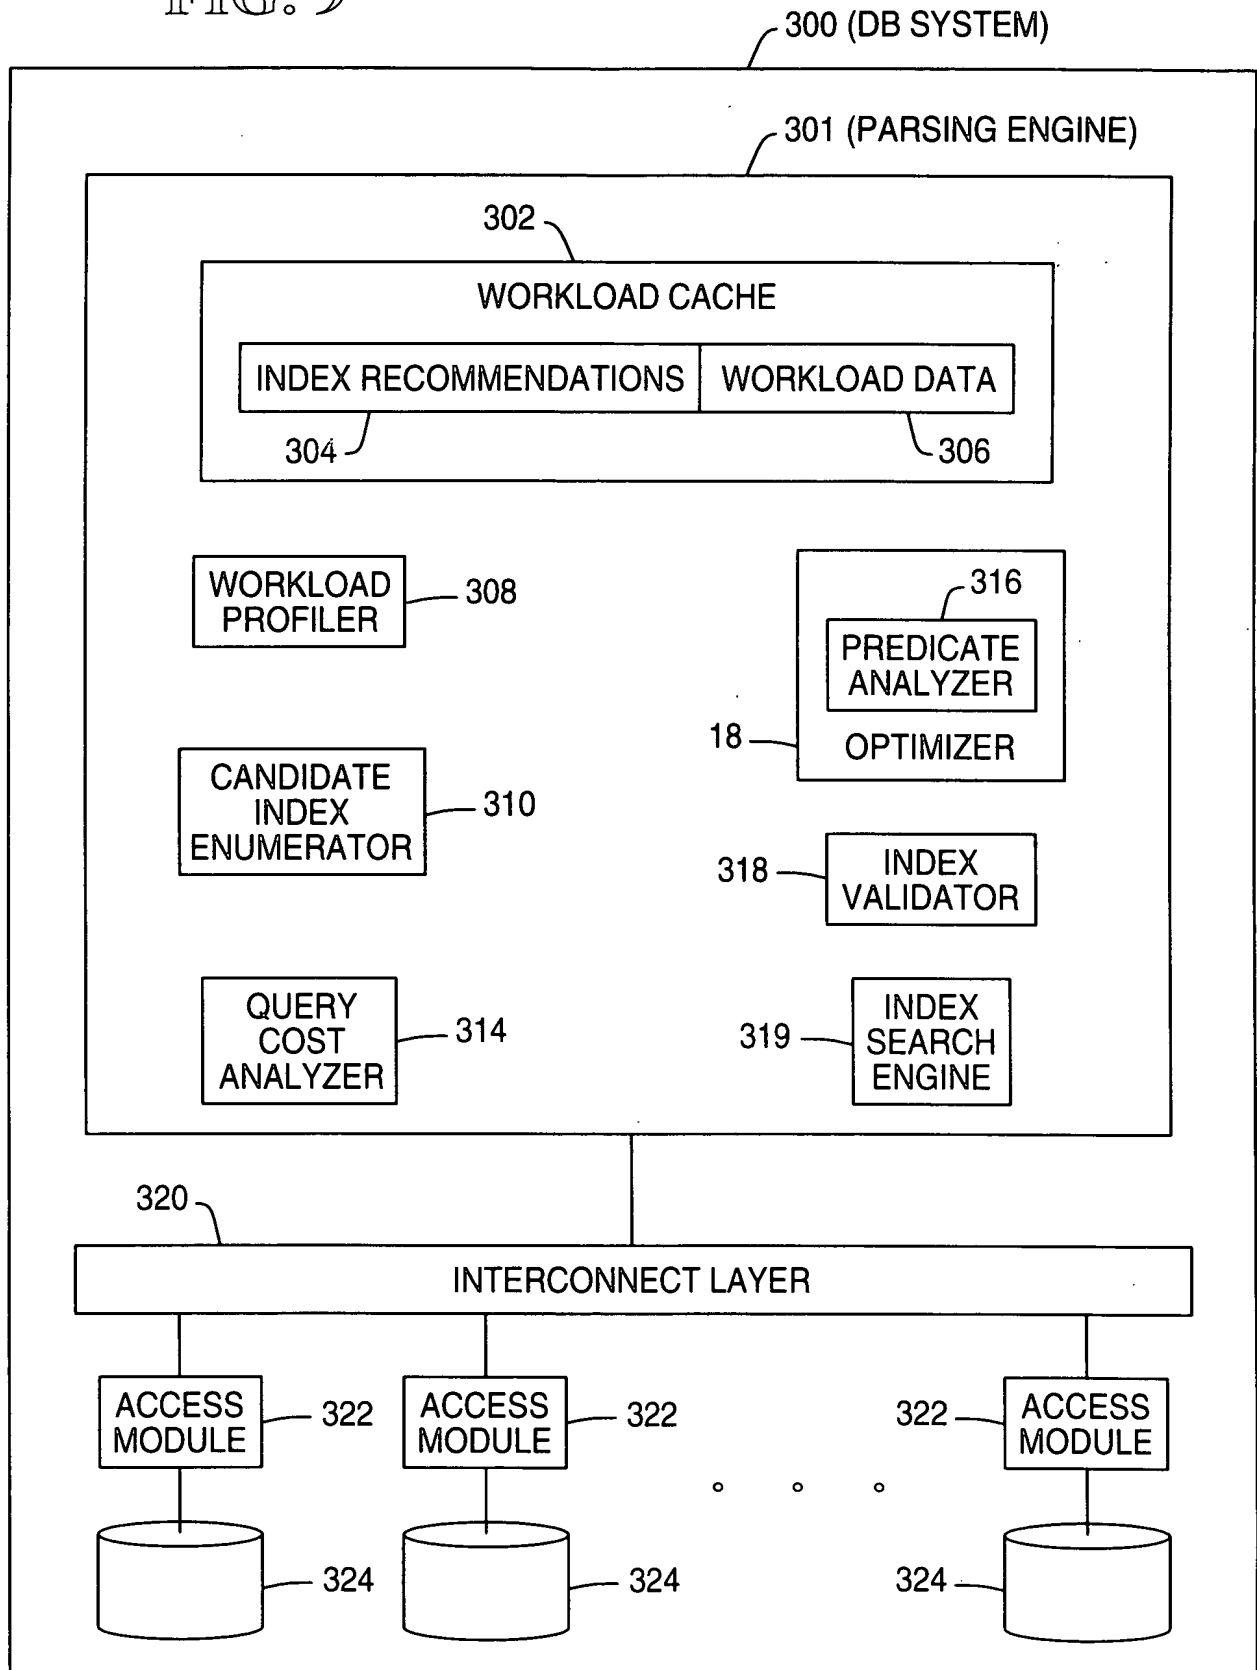 300 (DB SYSTEM)
301 (PARSING ENGINE)
302
WORKLOAD CACHE
INDEX RECOMMENDATIONS
WORKLOAD DATA
304
306
WORKLOAD
PROFILER
308
316
PREDICATE
ANALYZER
18
OPTIMIZER
CANDIDATE
INDEX
ENUMERATOR
310
318
INDEX
VALIDATOR
QUERY
COST
ANALYZER
314
319
INDEX
SEARCH
ENGINE
320
INTERCONNECT LAYER
ACCESS
MODULE
322
ACCESS
MODULE
322
322
ACCESS
MODULE
324
324
324